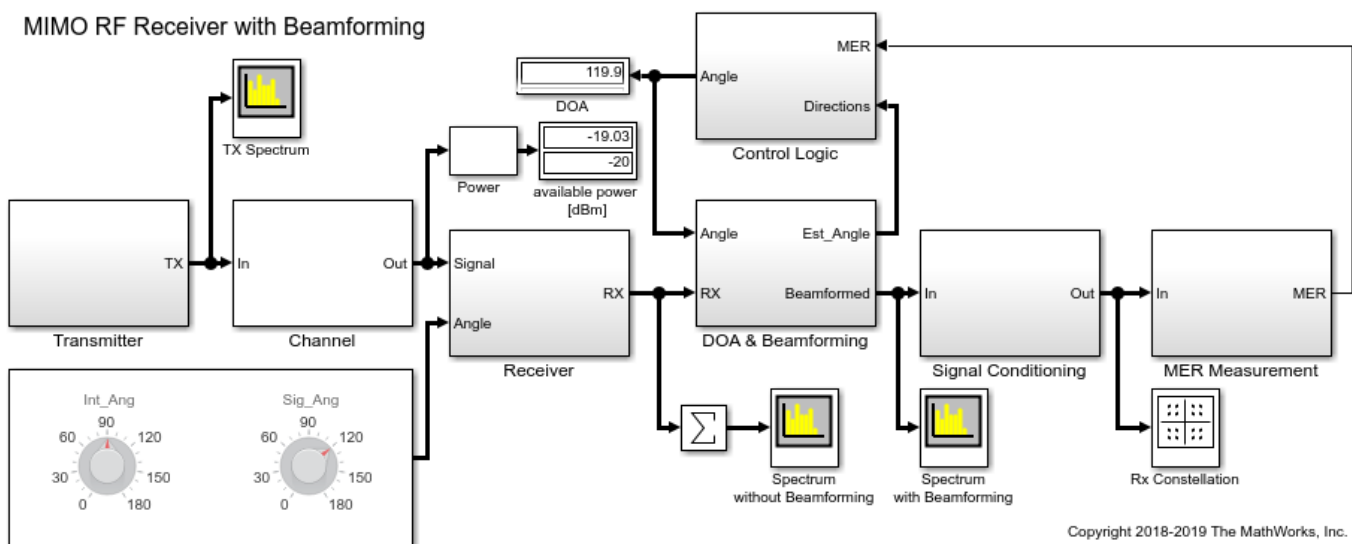 MIMO RF Receiver with Beamforming
MER
Angle
Directions
Control Logic
119.9
DOA
TX Spectrum
-19.03
-20
available power
[dBm]
Power
TX
Transmitter
In
Out
Channel
Signal
Angle
RX
Receiver
Angle
RX
Est_Angle
Beamformed
DOA & Beamforming
In
Out
Signal Conditioning
In
MER
MER Measurement
Int_Ang
0
30
60
90
120
150
180
Sig_Ang
0
30
60
90
120
150
180
Σ
Spectrum
without Beamforming
Spectrum
with Beamforming
Rx Constellation
Copyright 2018-2019 The MathWorks, Inc.